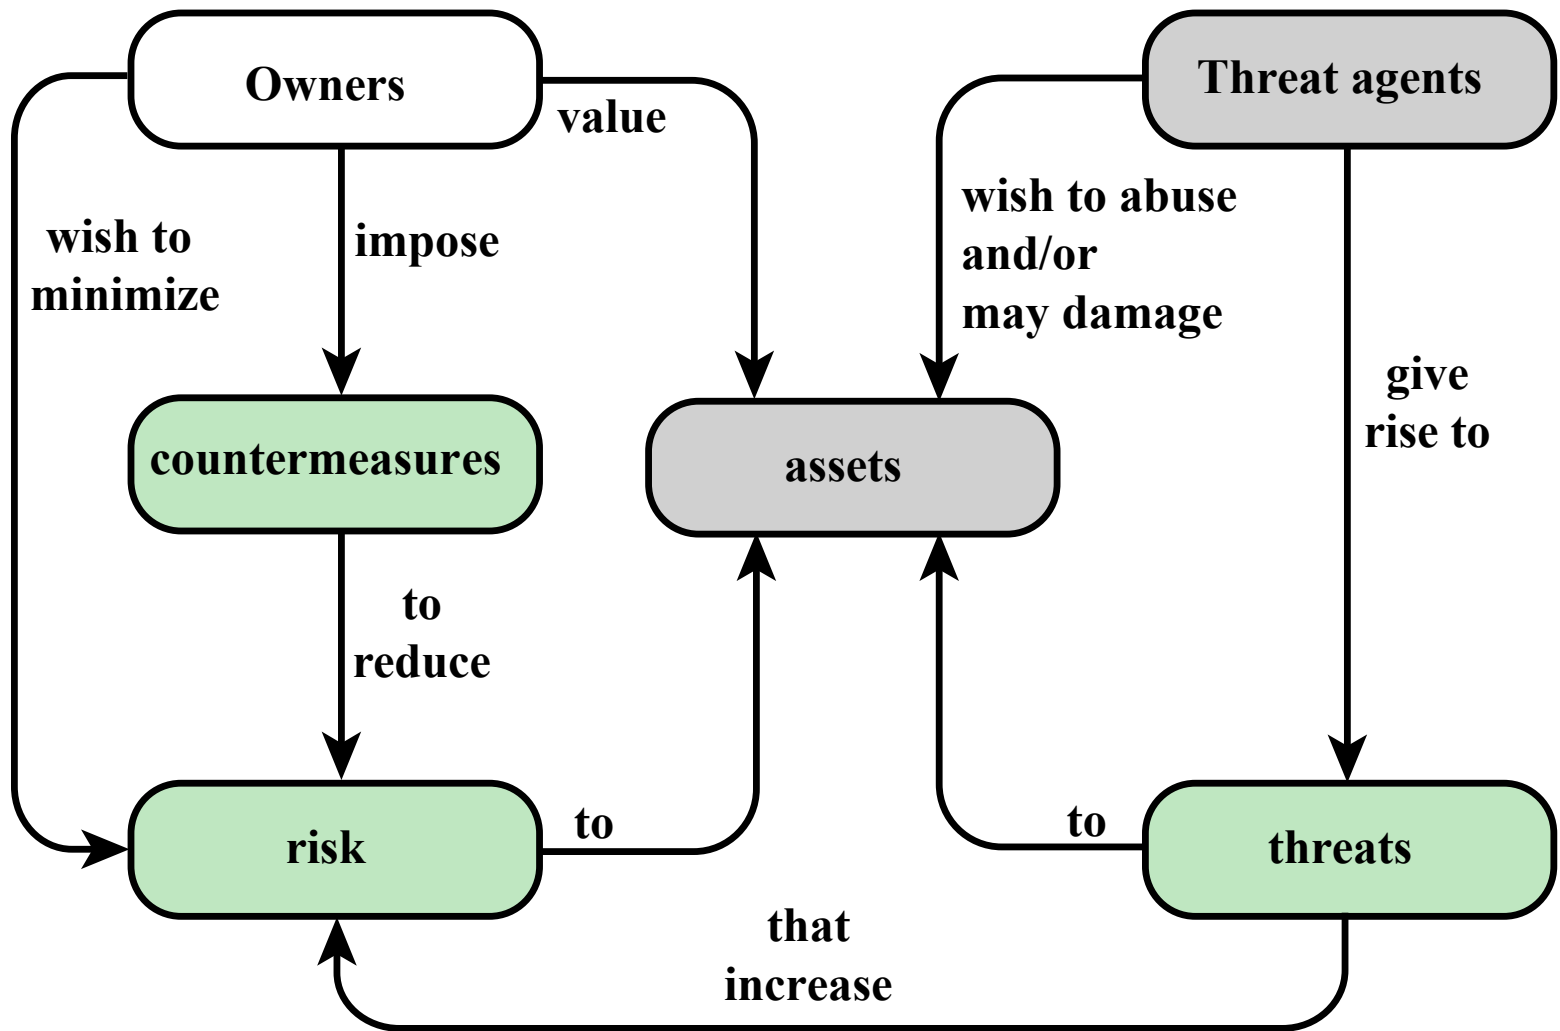 Owners
Threat agents
value
wish to abuse
and/or
may damage
wish to
minimize
impose
give
rise to
countermeasures
assets
to
reduce
risk
to
to
threats
that
increase